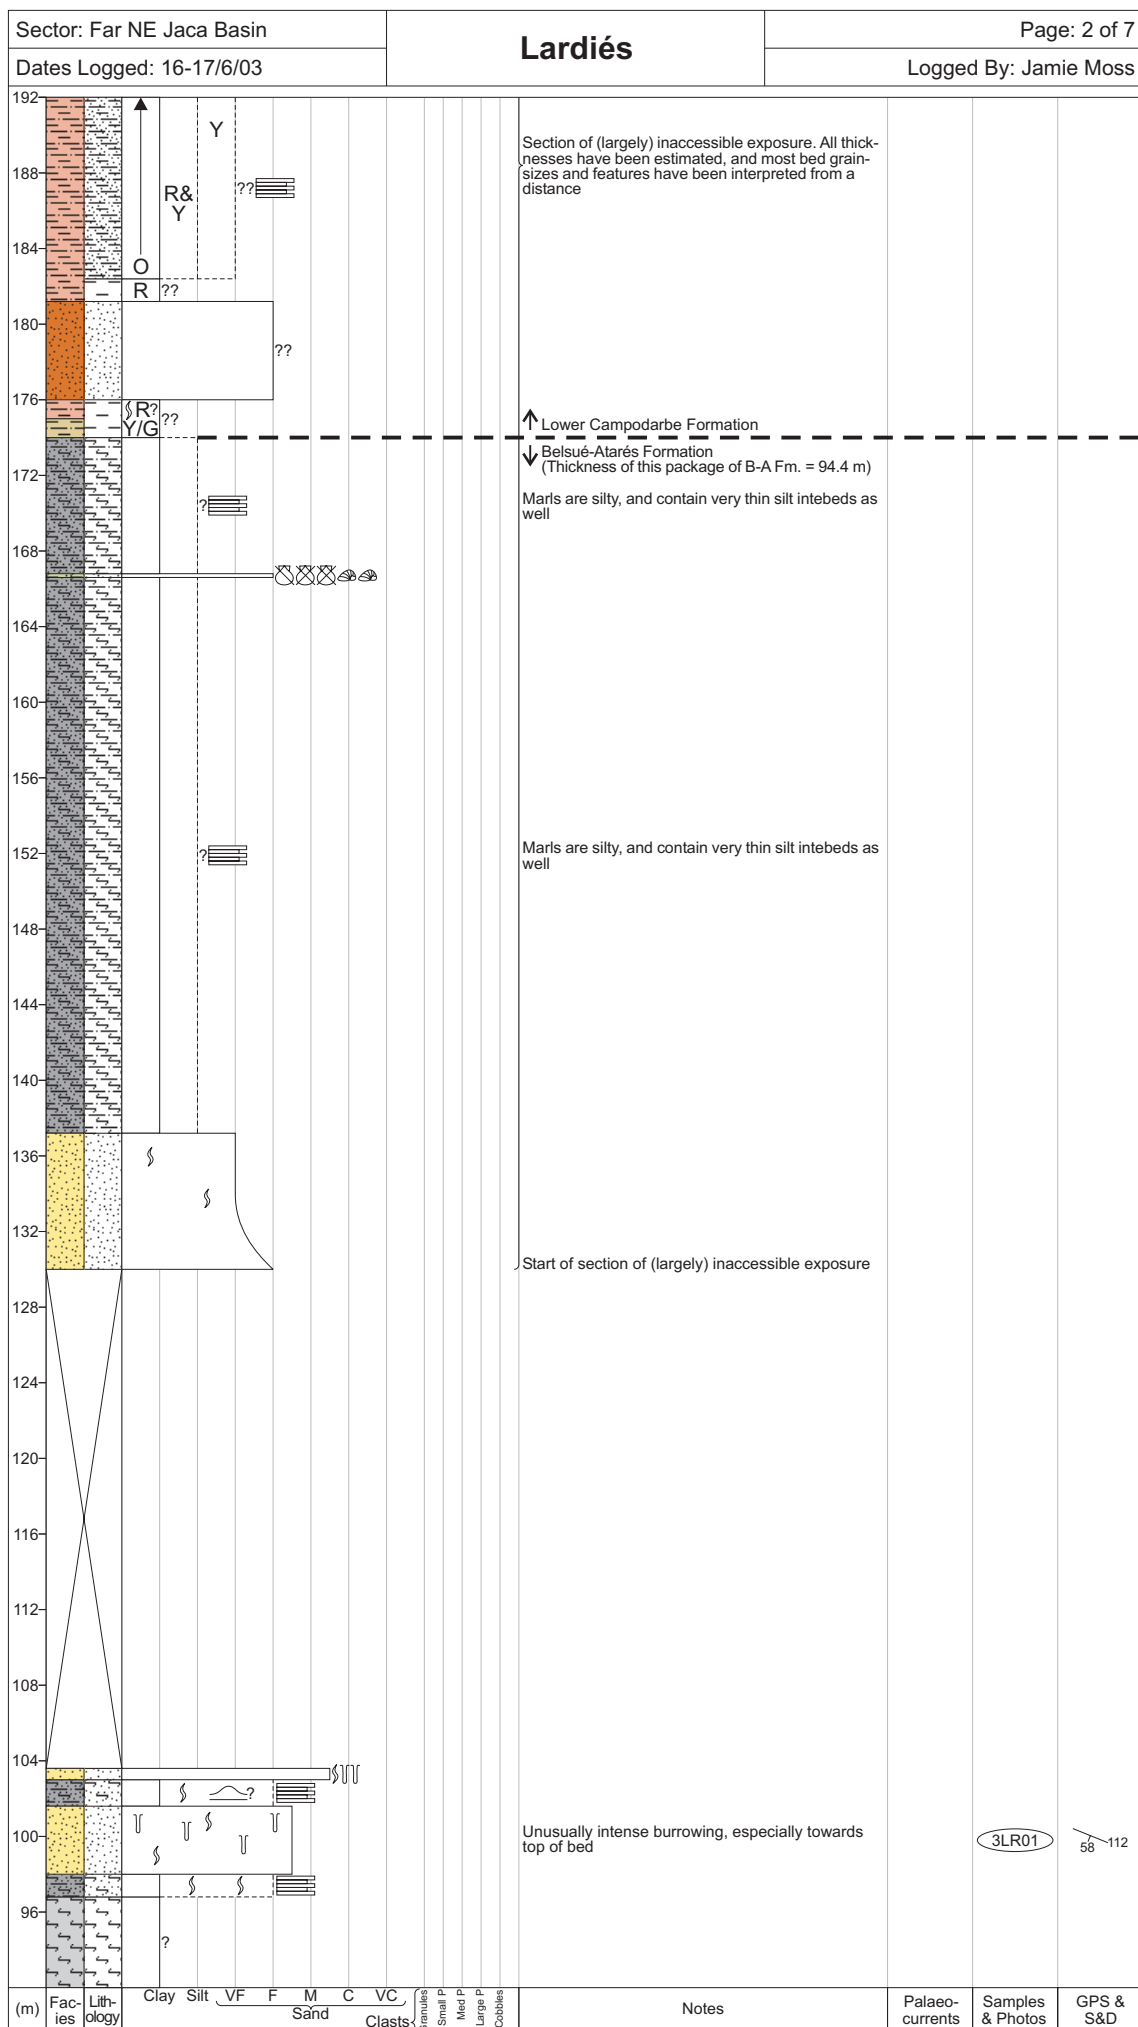 Sector: Far NE Jaca Basin
Dates Logged: 16-17/6/03
Lardiés
Page: 2 of 7
Logged By: Jamie Moss
192
Y
Section of (largely) inaccessible exposure. All thick-
nesses have been estimated, and most bed grain-
sizes and features have been interpreted from a
distance
188
R&
Y
??
184
O
R ??
180
??
176
R?
Y/G
??
Lower Campodarbe Formation
Belsué-Atarés Formation
(Thickness of this package of B-A Fm. = 94.4 m)
172
Marls are silty, and contain very thin silt intebeds as
well
?
168
164
160
156
152
?
Marls are silty, and contain very thin silt intebeds as
well
148
144
140
136
132
Start of section of (largely) inaccessible exposure
128
124
120
116
112
108
104
?
100
Unusually intense burrowing, especially towards
top of bed
3LR01
58 112
96
?
(m)
Fac-
ies
Lith-
ology
Clay Silt VF F M C VC
Sand
Clasts
Granules
Small P
Med P
Large P
Cobbles
Notes
Palaeo-
currents
Samples
& Photos
GPS &
S&D